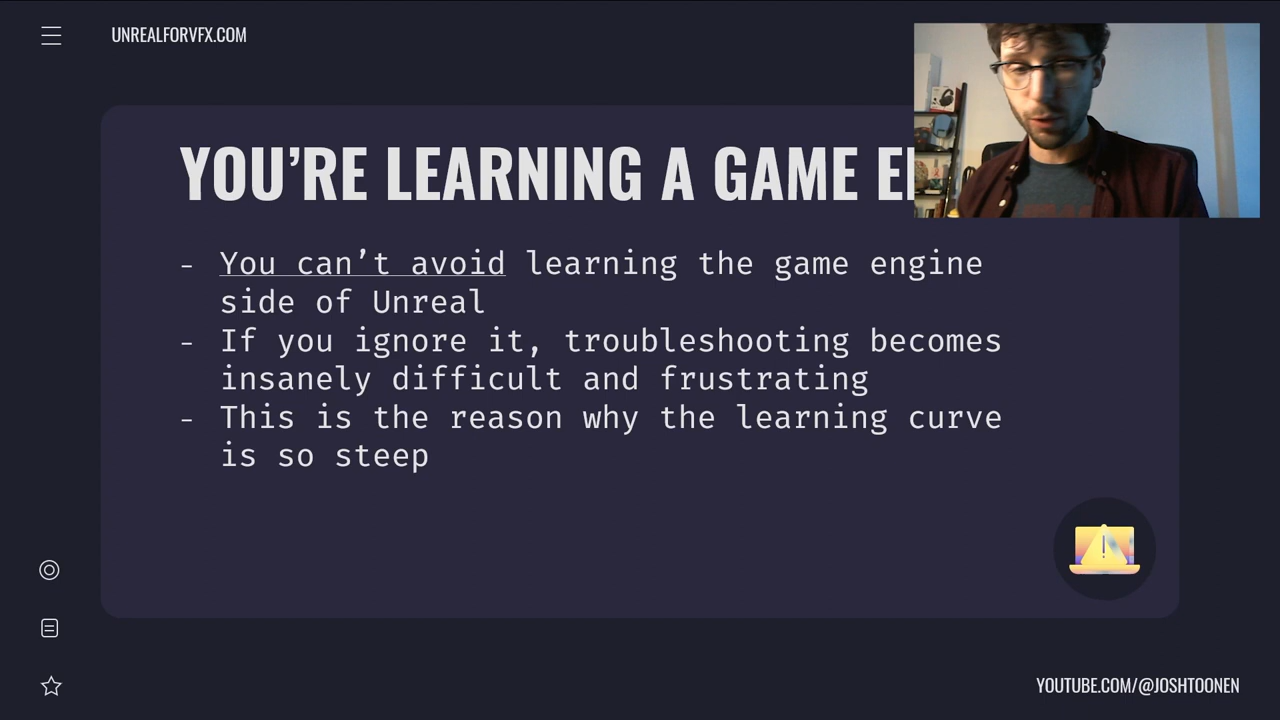 UNREALFORVFX.COM
YOU’RE LEARNING A GAME
- You can’t avoid learning the game engine
side of Unreal
- If you ignore it, troubleshooting becomes
insanely difficult and frustrating
- This is the reason why the learning curve
is so steep
YOUTUBE.COM/@JOSHTOONEN